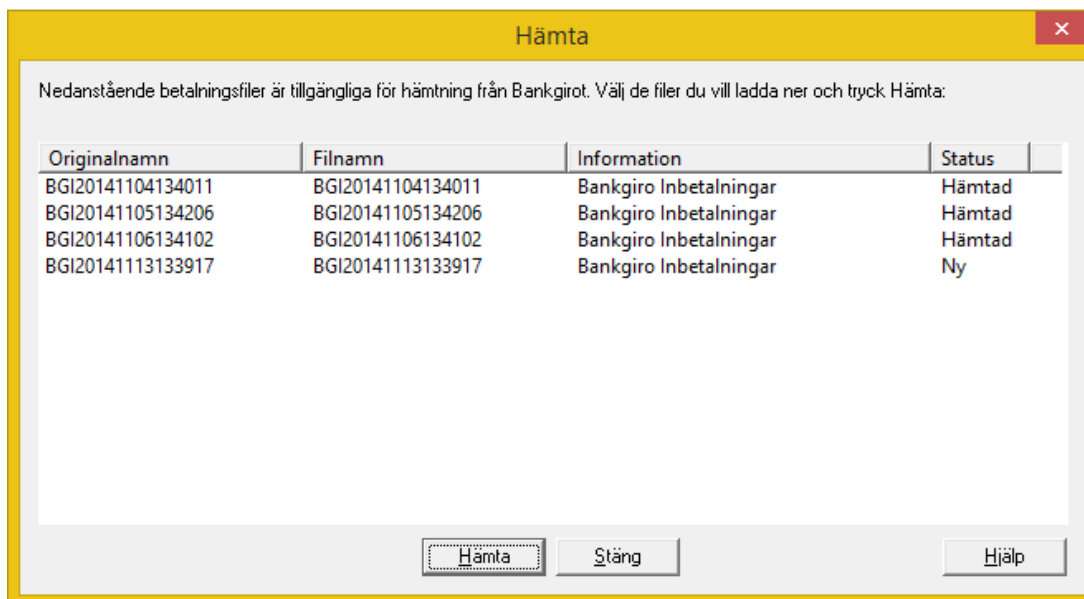 Hämta
Nedanstående betalningsfiler är tillgängliga för hämtning från Bankgirot. Välj de filer du vill ladda ner och tryck Hämta:
Originalnamn Filnamn Information Status
BGI20141104134011 BGI20141104134011 Bankgiro Inbetalningar Hämtad
BGI20141105134206 BGI20141105134206 Bankgiro Inbetalningar Hämtad
BGI20141106134102 BGI20141106134102 Bankgiro Inbetalningar Hämtad
BGI20141113133917 BGI20141113133917 Bankgiro Inbetalningar Ny
Hämta Stäng Hjälp